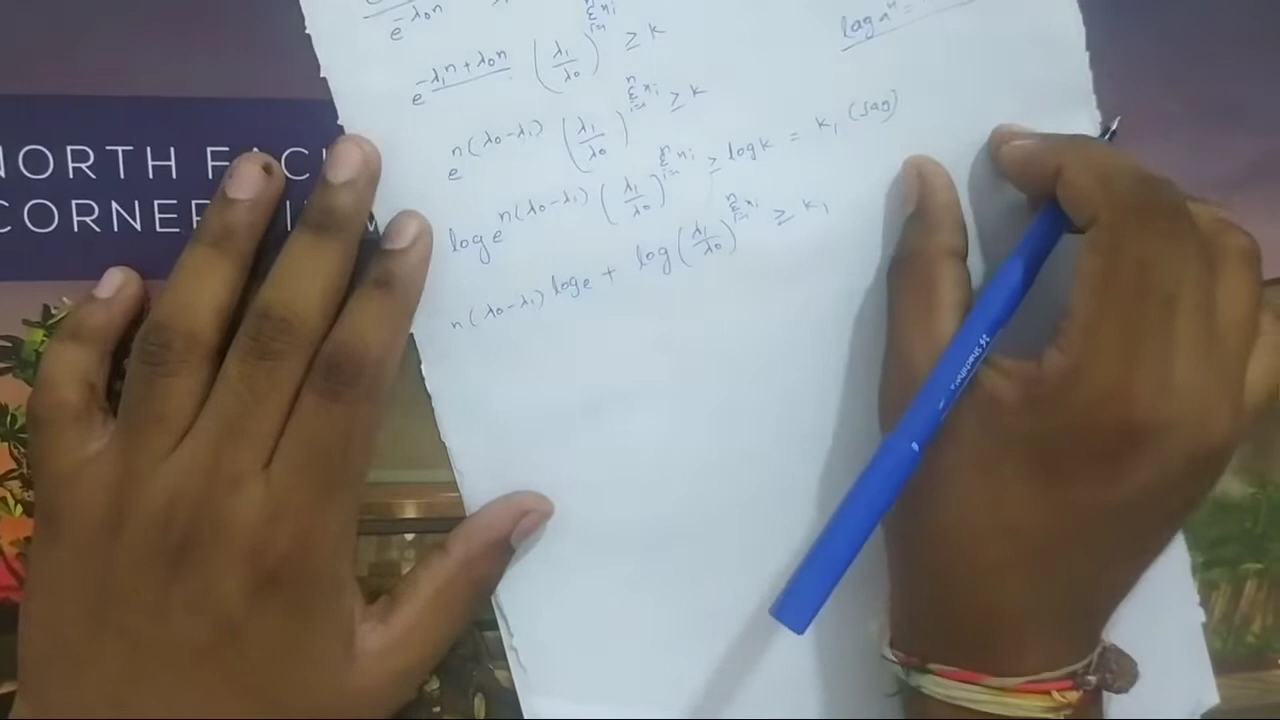 e^{-λ₀n}
log aⁿ =
e^{-λ₁n + λ₀n} (λ₁/λ₀)^{Σ_{i=1}^{n} xᵢ} ≥ k
e^{n(λ₀-λ₁)} (λ₁/λ₀)^{Σ_{i=1}^{n} xᵢ} ≥ k
log e^{n(λ₀-λ₁)} (λ₁/λ₀)^{Σ_{i=1}^{n} xᵢ} ≥ log k = k₁ (say)
n(λ₀-λ₁) log e + log (λ₁/λ₀)^{Σ_{i=1}^{n} xᵢ} ≥ k₁
NORTH
CORNER